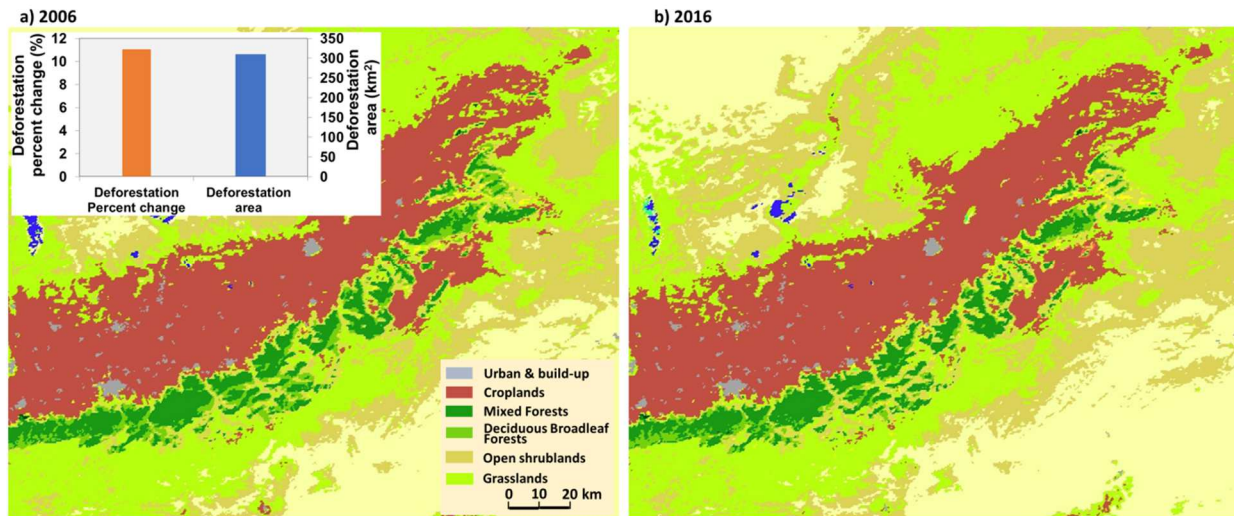 a) 2006
b) 2016
Deforestation
percent change (%)
12
10
8
6
4
2
0
350
300
250
200
150
100
50
0
Deforestation
area (km²)
Deforestation
Percent change
Deforestation
area
Urban & build-up
Croplands
Mixed Forests
Deciduous Broadleaf
Forests
Open shrublands
Grasslands
0 10 20 km